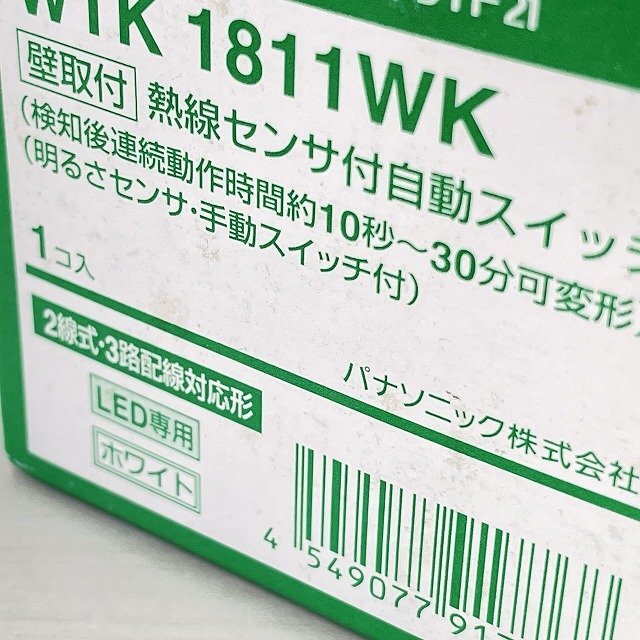 WTK 1811WK
壁取付 熱線センサ付自動スイッチ
(検知後連続動作時間約10秒～30分可変形)
(明るさセンサ・手動スイッチ付)
1コ入
2線式・3路配線対応形
パナソニック株式会社
LED専用
ホワイト
4 549077 91